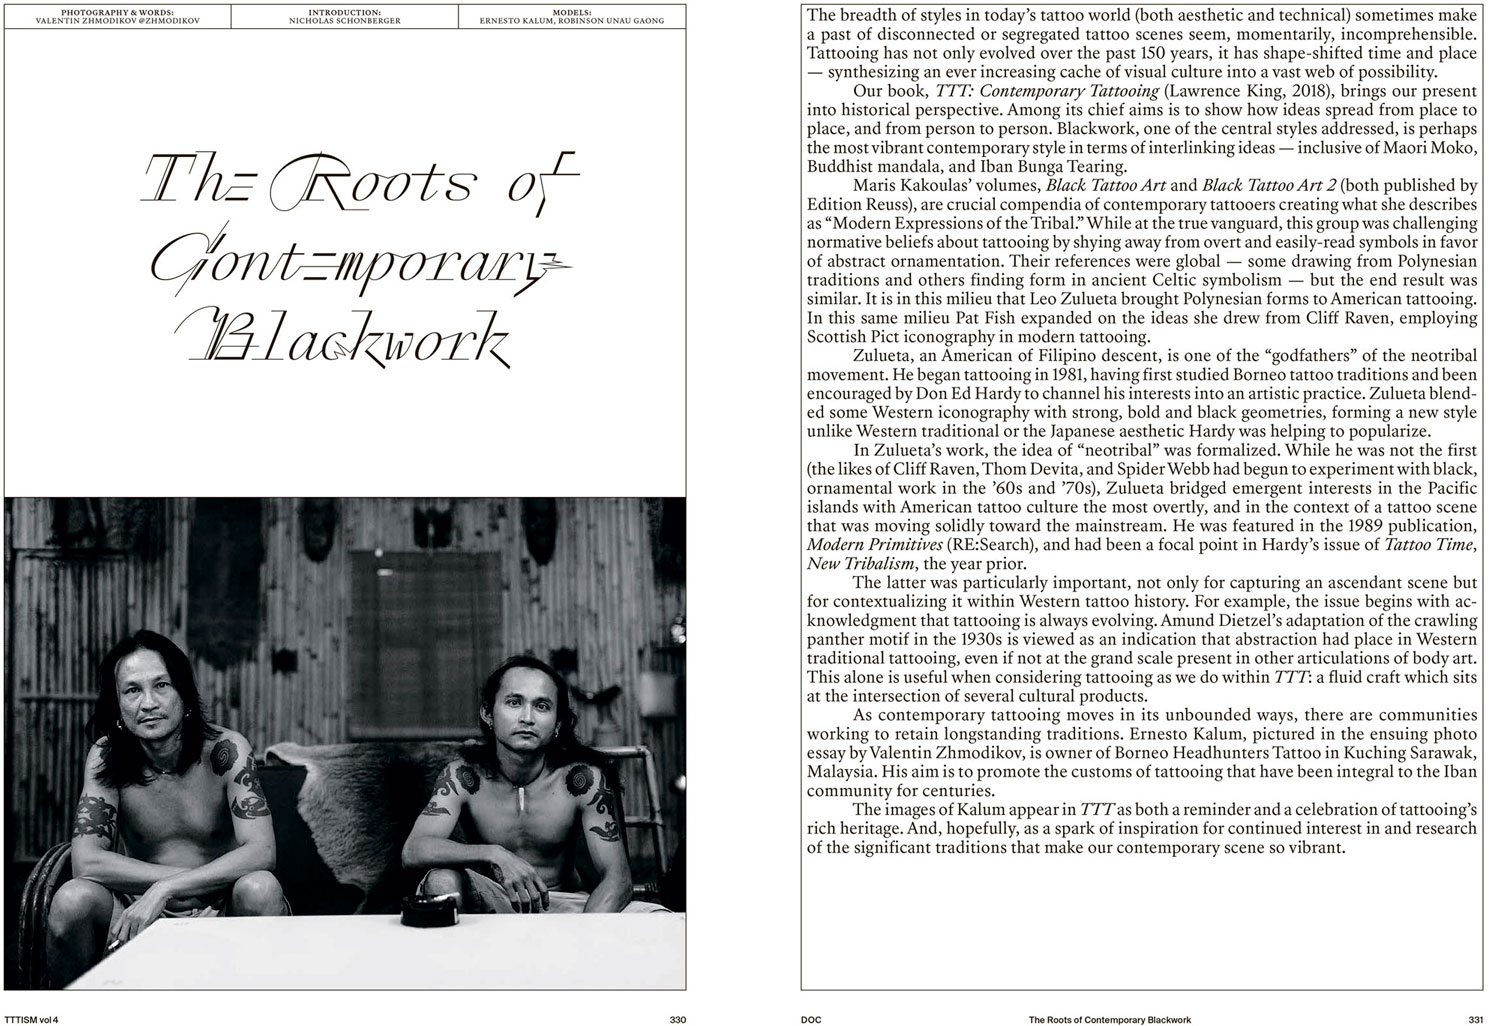 PHOTOGRAPHY & WORDS:
VALENTIN ZHMODIKOV @ZHMODIKOV
INTRODUCTION:
NICHOLAS SCHONBERGER
MODELS:
ERNESTO KALUM, ROBINSON UNAU GAONG
The Roots of
Contemporary
Blackwork
TTTISM vol 4
330
The breadth of styles in today’s tattoo world (both aesthetic and technical) sometimes make
a past of disconnected or segregated tattoo scenes seem, momentarily, incomprehensible.
Tattooing has not only evolved over the past 150 years, it has shape-shifted time and place
— synthesizing an ever increasing cache of visual culture into a vast web of possibility.
Our book, TTT: Contemporary Tattooing (Lawrence King, 2018), brings our present
into historical perspective. Among its chief aims is to show how ideas spread from place to
place, and from person to person. Blackwork, one of the central styles addressed, is perhaps
the most vibrant contemporary style in terms of interlinking ideas — inclusive of Maori Moko,
Buddhist mandala, and Iban Bunga Tearing.
Maris Kakoulas’ volumes, Black Tattoo Art and Black Tattoo Art 2 (both published by
Edition Reuss), are crucial compendia of contemporary tattooers creating what she describes
as “Modern Expressions of the Tribal.” While at the true vanguard, this group was challenging
normative beliefs about tattooing by shying away from overt and easily-read symbols in favor
of abstract ornamentation. Their references were global — some drawing from Polynesian
traditions and others finding form in ancient Celtic symbolism — but the end result was
similar. It is in this milieu that Leo Zulueta brought Polynesian forms to American tattooing.
In this same milieu Pat Fish expanded on the ideas she drew from Cliff Raven, employing
Scottish Pict iconography in modern tattooing.
Zulueta, an American of Filipino descent, is one of the “godfathers” of the neotribal
movement. He began tattooing in 1981, having first studied Borneo tattoo traditions and been
encouraged by Don Ed Hardy to channel his interests into an artistic practice. Zulueta blend-
ed some Western iconography with strong, bold and black geometries, forming a new style
unlike Western traditional or the Japanese aesthetic Hardy was helping to popularize.
In Zulueta’s work, the idea of “neotribal” was formalized. While he was not the first
(the likes of Cliff Raven, Thom Devita, and Spider Webb had begun to experiment with black,
ornamental work in the ’60s and ’70s), Zulueta bridged emergent interests in the Pacific
islands with American tattoo culture the most overtly, and in the context of a tattoo scene
that was moving solidly toward the mainstream. He was featured in the 1989 publication,
Modern Primitives (RE:Search), and had been a focal point in Hardy’s issue of Tattoo Time,
New Tribalism, the year prior.
The latter was particularly important, not only for capturing an ascendant scene but
for contextualizing it within Western tattoo history. For example, the issue begins with ac-
knowledgment that tattooing is always evolving. Amund Dietzel’s adaptation of the crawling
panther motif in the 1930s is viewed as an indication that abstraction had place in Western
traditional tattooing, even if not at the grand scale present in other articulations of body art.
This alone is useful when considering tattooing as we do within TTT: a fluid craft which sits
at the intersection of several cultural products.
As contemporary tattooing moves in its unbounded ways, there are communities
working to retain longstanding traditions. Ernesto Kalum, pictured in the ensuing photo
essay by Valentin Zhmodikov, is owner of Borneo Headhunters Tattoo in Kuching Sarawak,
Malaysia. His aim is to promote the customs of tattooing that have been integral to the Iban
community for centuries.
The images of Kalum appear in TTT as both a reminder and a celebration of tattooing’s
rich heritage. And, hopefully, as a spark of inspiration for continued interest in and research
of the significant traditions that make our contemporary scene so vibrant.
DOC
The Roots of Contemporary Blackwork
331